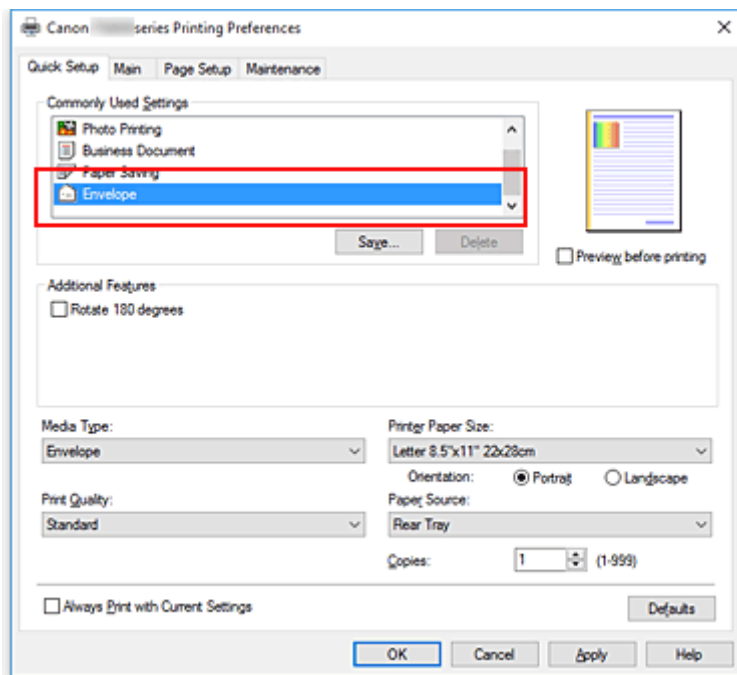 Canon series Printing Preferences
Quick Setup Main Page Setup Maintenance
Commonly Used Settings
Photo Printing
Business Document
Paper Saving
Envelope
Save... Delete
Preview before printing
Additional Features
Rotate 180 degrees
Media Type: Printer Paper Size:
Envelope Letter 8.5"x11" 22x28cm
Orientation: Portrait Landscape
Print Quality: Paper Source:
Standard Rear Tray
Copies: 1 (1-999)
Always Print with Current Settings Defaults
OK Cancel Apply Help